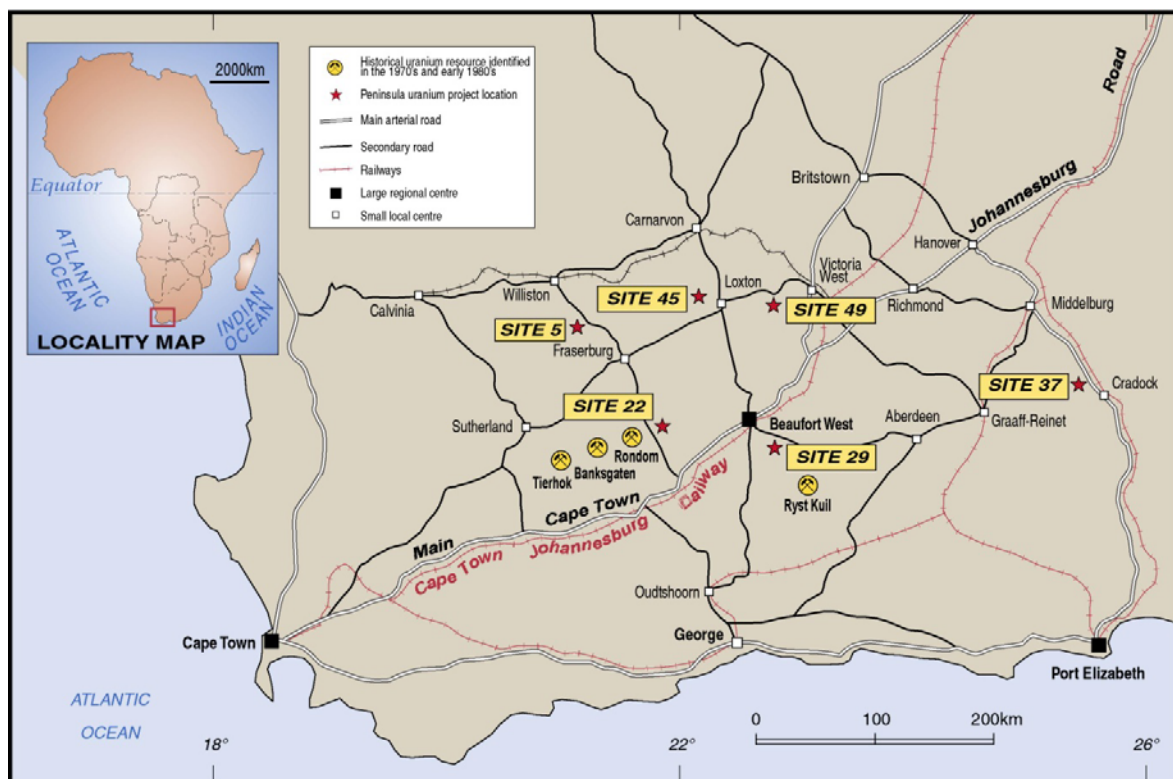 2000km
Equator
ATLANTIC
OCEAN
INDIAN
OCEAN
LOCALITY MAP
Historical uranium resource identified
in the 1970's and early 1980's
Peninsula uranium project location
Main arterial road
Secondary road
Railways
Large regional centre
Small local centre
Road
Johannesburg
Britstown
Carnarvon
Hanover
Calvinia
Williston
SITE 45
Loxton
Victoria
West
SITE 49
Richmond
Middelburg
SITE 5
Fraserburg
SITE 37
Cradock
SITE 22
Sutherland
Beaufort West
Aberdeen
Graaff-Reinet
Rondom
Banksgaten
Tierhok
SITE 29
Ryst Kuil
Main
Cape Town
Cape Town
Johannesburg
Railway
Oudtshoorn
Cape Town
George
Port Elizabeth
ATLANTIC
OCEAN
0
100
200km
18°
22°
26°